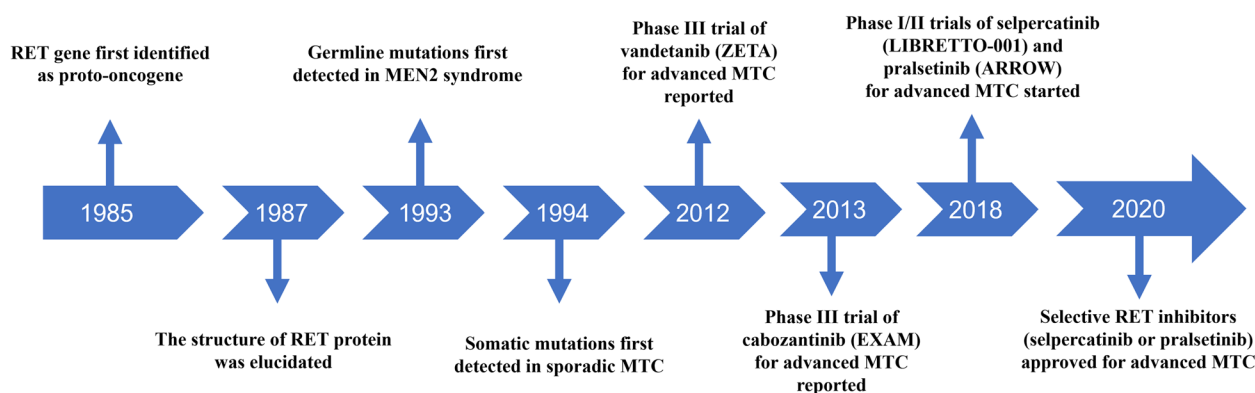 RET gene first identified
as proto-oncogene
Germline mutations first
detected in MEN2 syndrome
Phase III trial of
vandetanib (ZETA)
for advanced MTC
reported
Phase I/II trials of selpercatinib
(LIBRETTO-001) and
pralsetinib (ARROW)
for advanced MTC started
1985
1987
1993
1994
2012
2013
2018
2020
The structure of RET protein
was elucidated
Somatic mutations first
detected in sporadic MTC
Phase III trial of
cabozantinib (EXAM)
for advanced MTC
reported
Selective RET inhibitors
(selpercatinib or pralsetinib)
approved for advanced MTC